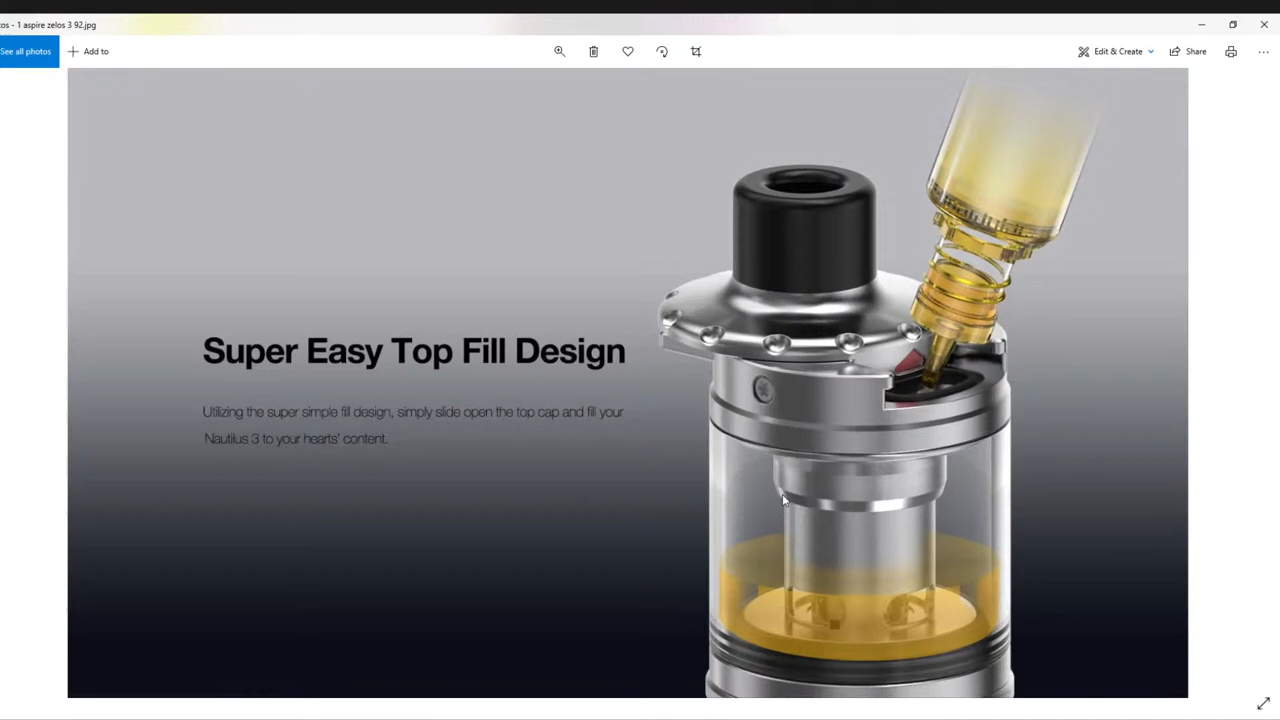 os - 1 aspire zelos 3 92.jpg
See all photos
Add to
Edit & Create
Share
Super Easy Top Fill Design
Utilizing the super simple fill design, simply slide open the top cap and fill your
Nautilus 3 to your hearts' content.